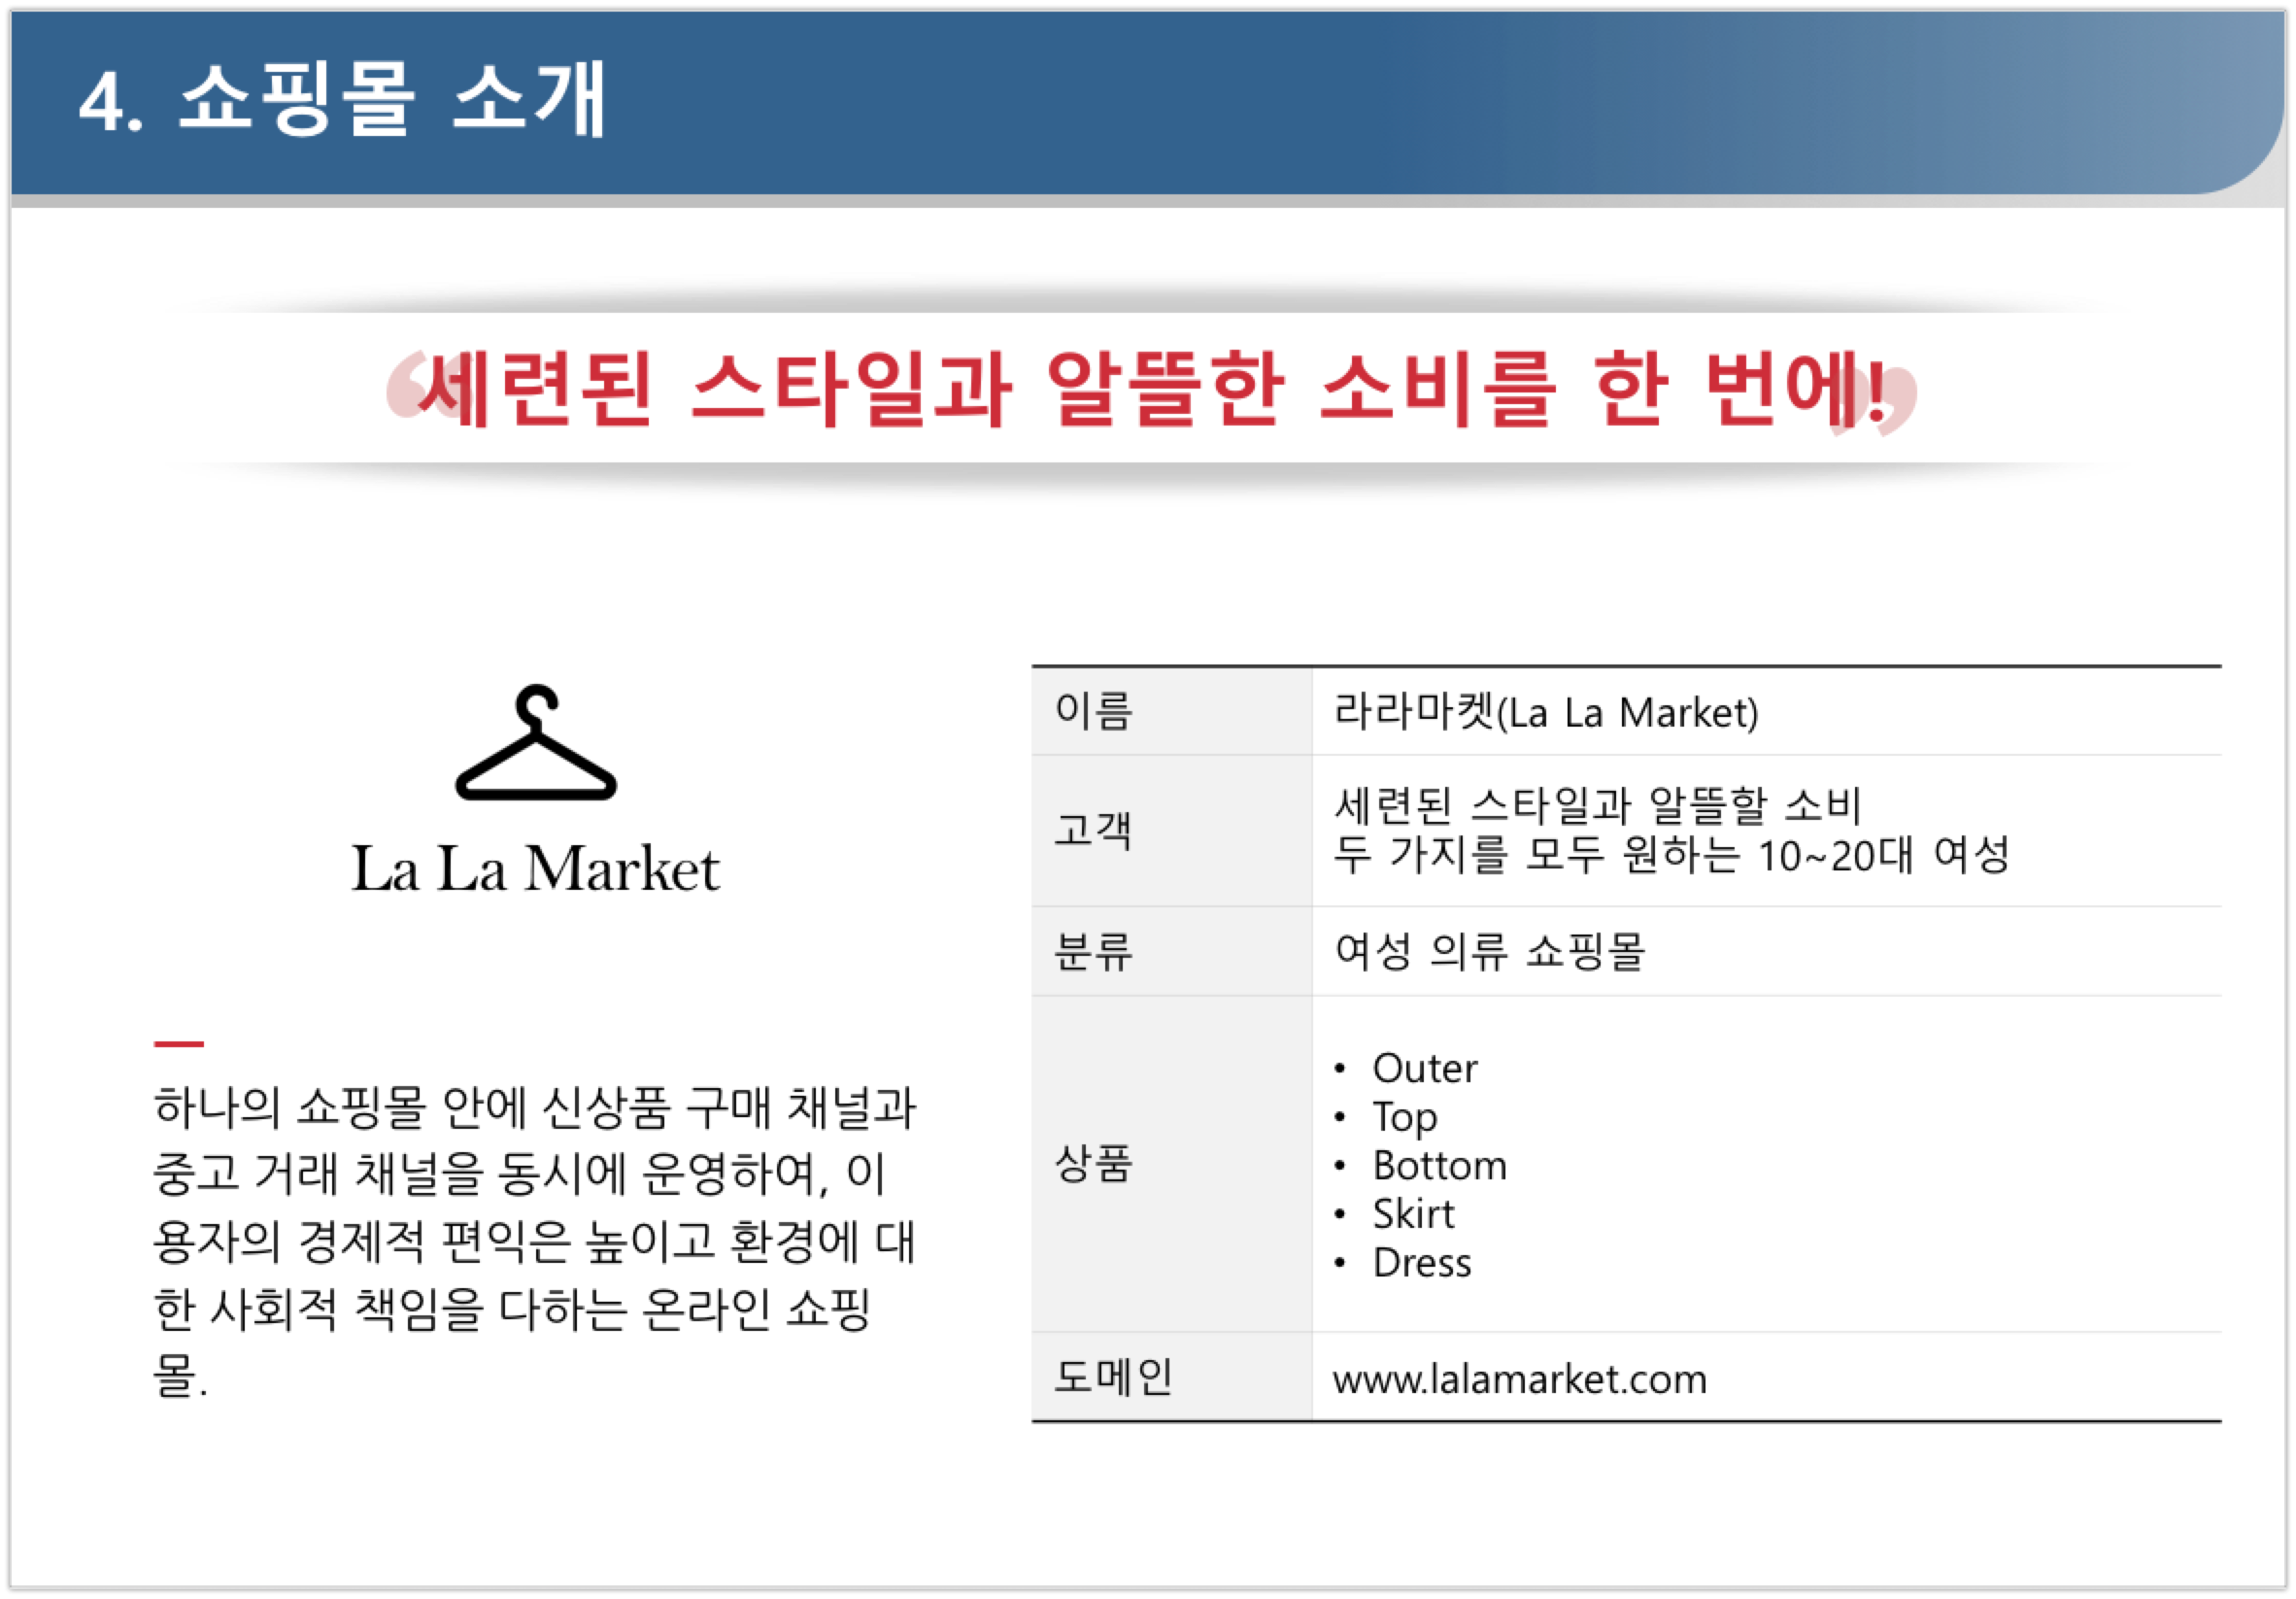 4. 쇼핑몰 소개
“세련된 스타일과 알뜰한 소비를 한 번에!”
La La Market
하나의 쇼핑몰 안에 신상품 구매 채널과
중고 거래 채널을 동시에 운영하여, 이
용자의 경제적 편익은 높이고 환경에 대
한 사회적 책임을 다하는 온라인 쇼핑
몰.
이름 라라마켓(La La Market)
고객 세련된 스타일과 알뜰할 소비
두 가지를 모두 원하는 10~20대 여성
분류 여성 의류 쇼핑몰
상품
• Outer
• Top
• Bottom
• Skirt
• Dress
도메인 www.lalamarket.com